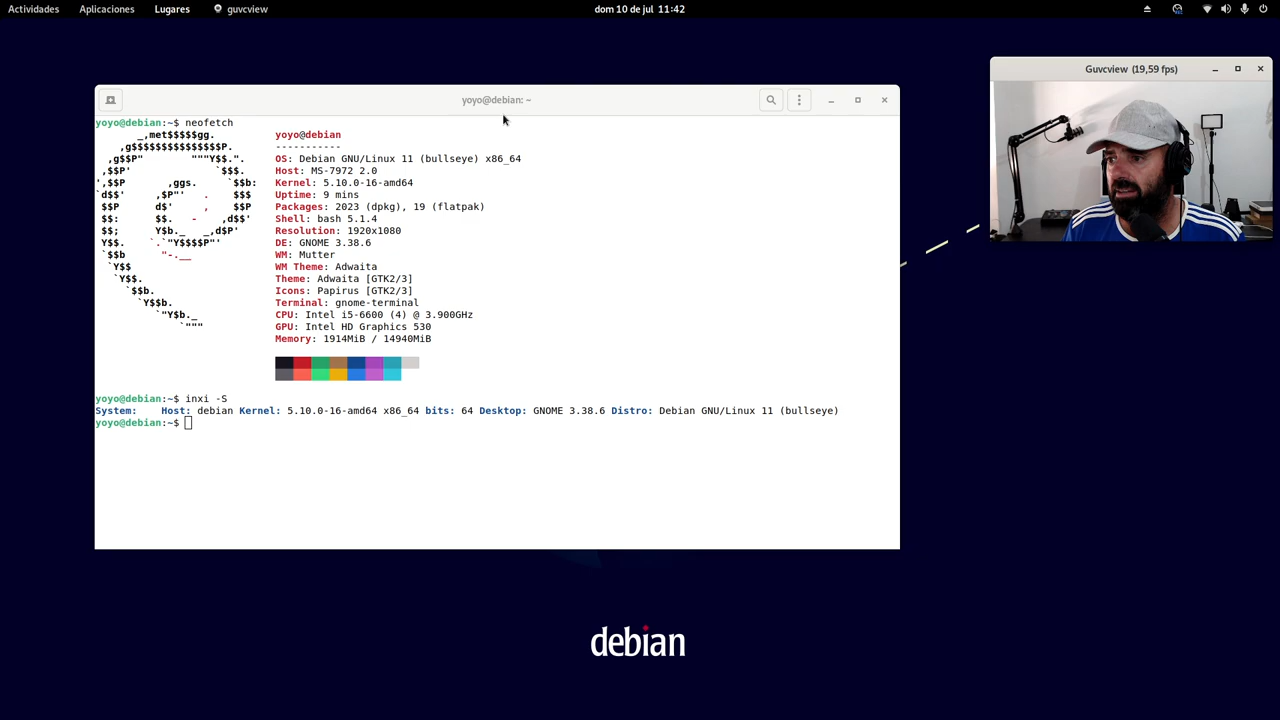 Actividades Aplicaciones Lugares guvcview dom 10 de jul 11:42
Guvcview (19,59 fps)
yoyo@debian: ~
yoyo@debian:~$ neofetch
_,met$$$$$gg. yoyo@debian
,g$$$$$$$$$$$$$$$P. -----------
,g$$P" """Y$$.". OS: Debian GNU/Linux 11 (bullseye) x86_64
,$$P' `$$$. Host: MS-7972 2.0
',$$P ,ggs. `$$b: Kernel: 5.10.0-16-amd64
`d$$' ,$P"' . $$$ Uptime: 9 mins
$$P d$' , $$P Packages: 2023 (dpkg), 19 (flatpak)
$$: $$. - ,d$$' Shell: bash 5.1.4
$$; Y$b._ _,d$P' Resolution: 1920x1080
Y$$. `.`"Y$$$$P"' DE: GNOME 3.38.6
`$$b "-.__ WM: Mutter
`Y$$ WM Theme: Adwaita
`Y$$. Theme: Adwaita [GTK2/3]
`$$b. Icons: Papirus [GTK2/3]
`Y$$b. Terminal: gnome-terminal
`"Y$b._ CPU: Intel i5-6600 (4) @ 3.900GHz
`""" GPU: Intel HD Graphics 530
Memory: 1914MiB / 14940MiB
yoyo@debian:~$ inxi -S
System: Host: debian Kernel: 5.10.0-16-amd64 x86_64 bits: 64 Desktop: GNOME 3.38.6 Distro: Debian GNU/Linux 11 (bullseye)
yoyo@debian:~$
debian